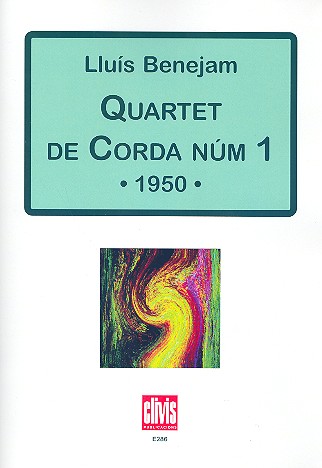 Lluís Benejam
QUARTET
DE CORDA NÚM 1
• 1950 •
clivis
PUBLICACIONS
E286